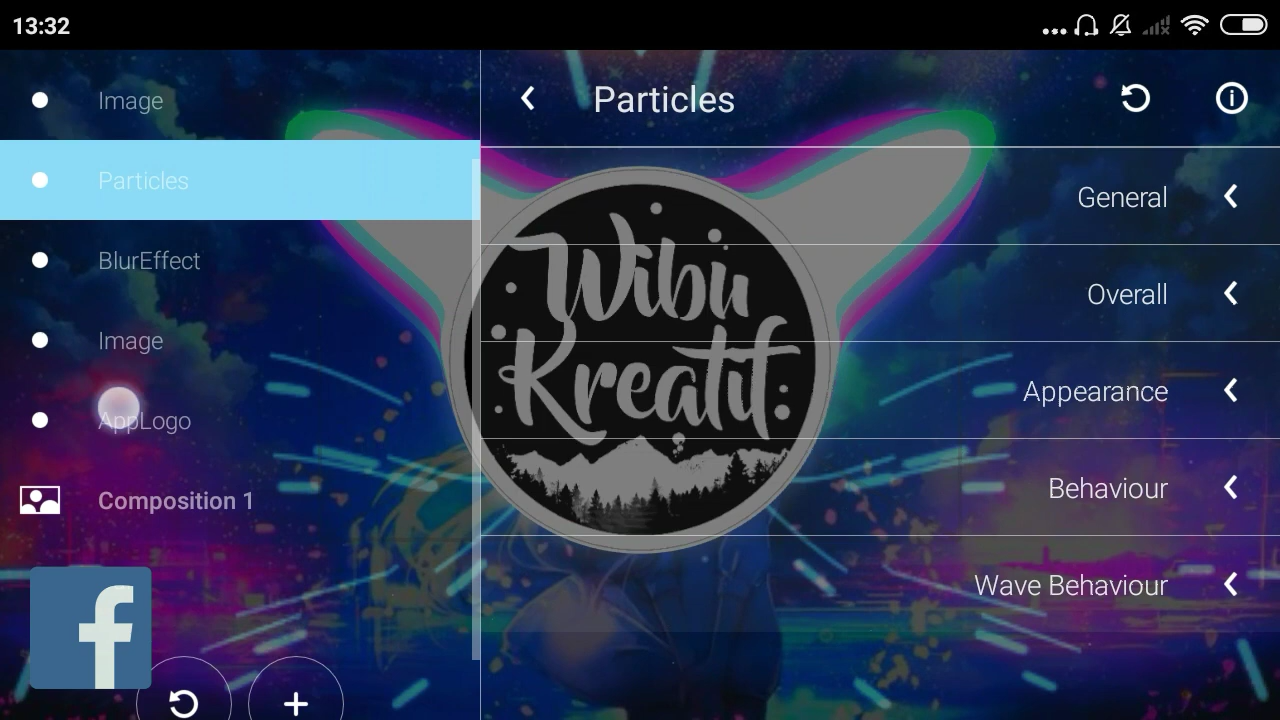 13:32
Image
Particles
BlurEffect
Image
AppLogo
Composition 1
f
Particles
General
Overall
Appearance
Behaviour
Wave Behaviour
Wibu
Kreatif